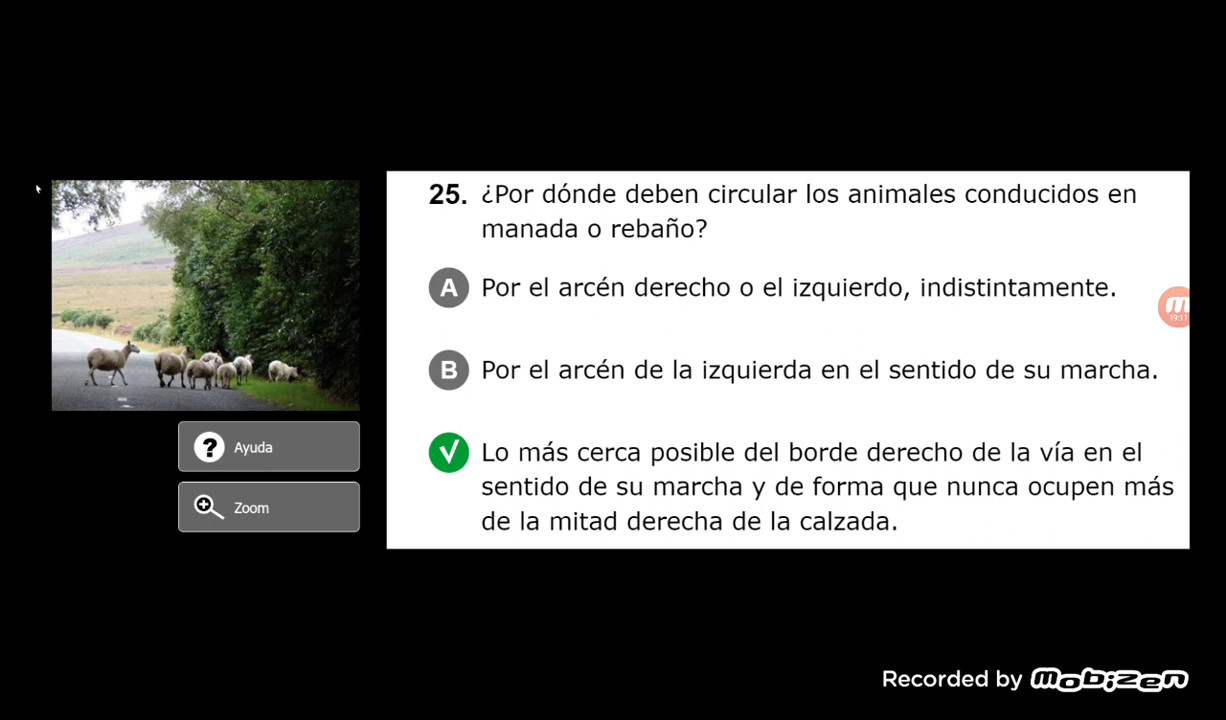 25. ¿Por dónde deben circular los animales conducidos en
manada o rebaño?
A Por el arcén derecho o el izquierdo, indistintamente.
19:11
B Por el arcén de la izquierda en el sentido de su marcha.
Lo más cerca posible del borde derecho de la vía en el
sentido de su marcha y de forma que nunca ocupen más
de la mitad derecha de la calzada.
? Ayuda
Zoom
Recorded by mobizen